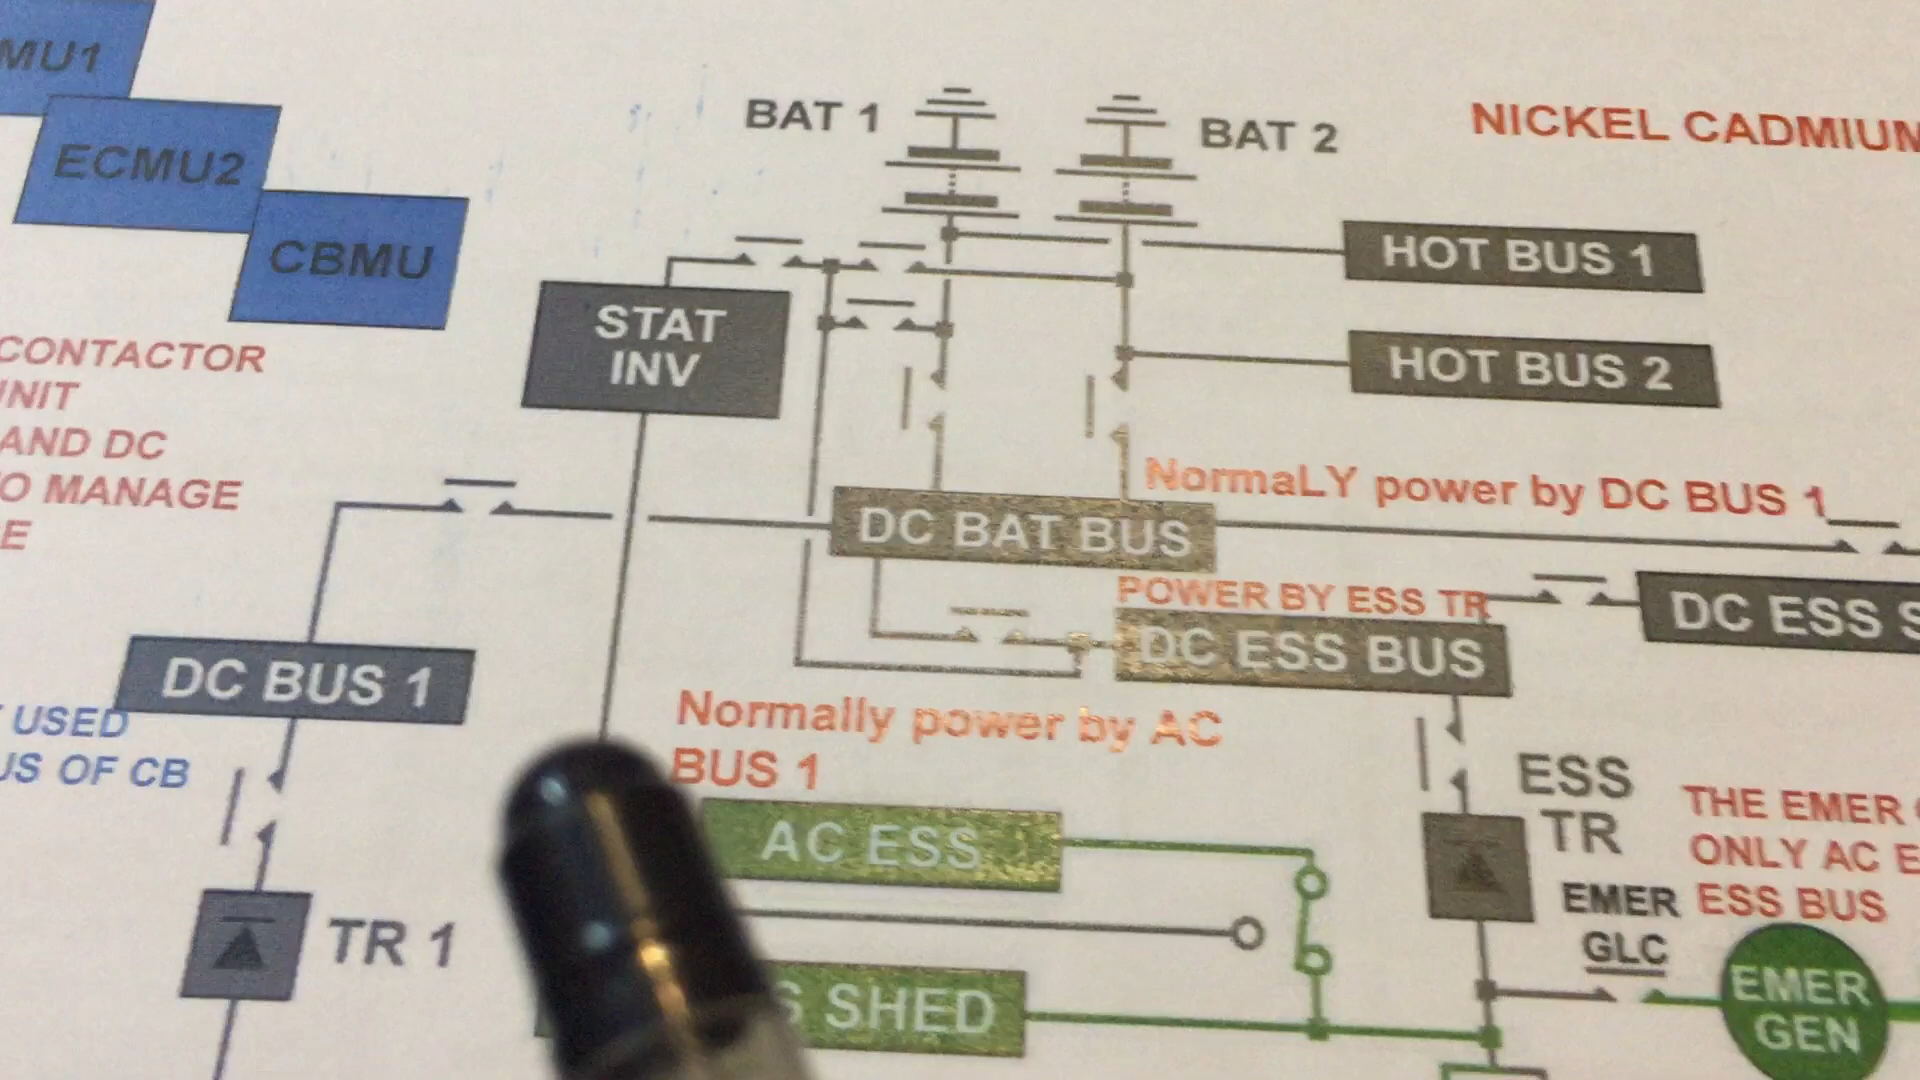 MU1
ECMU2
CBMU
BAT 1
BAT 2
NICKEL CADMIUM
HOT BUS 1
HOT BUS 2
STAT
INV
CONTACTOR
NIT
AND DC
O MANAGE
E
NormaLY power by DC BUS 1
DC BAT BUS
POWER BY ESS TR
DC ESS BUS
DC ESS S
DC BUS 1
USED
US OF CB
Normally power by AC
BUS 1
AC ESS
ESS
TR
THE EMER
ONLY AC E
ESS BUS
EMER
GLC
EMER
GEN
TR 1
S SHED